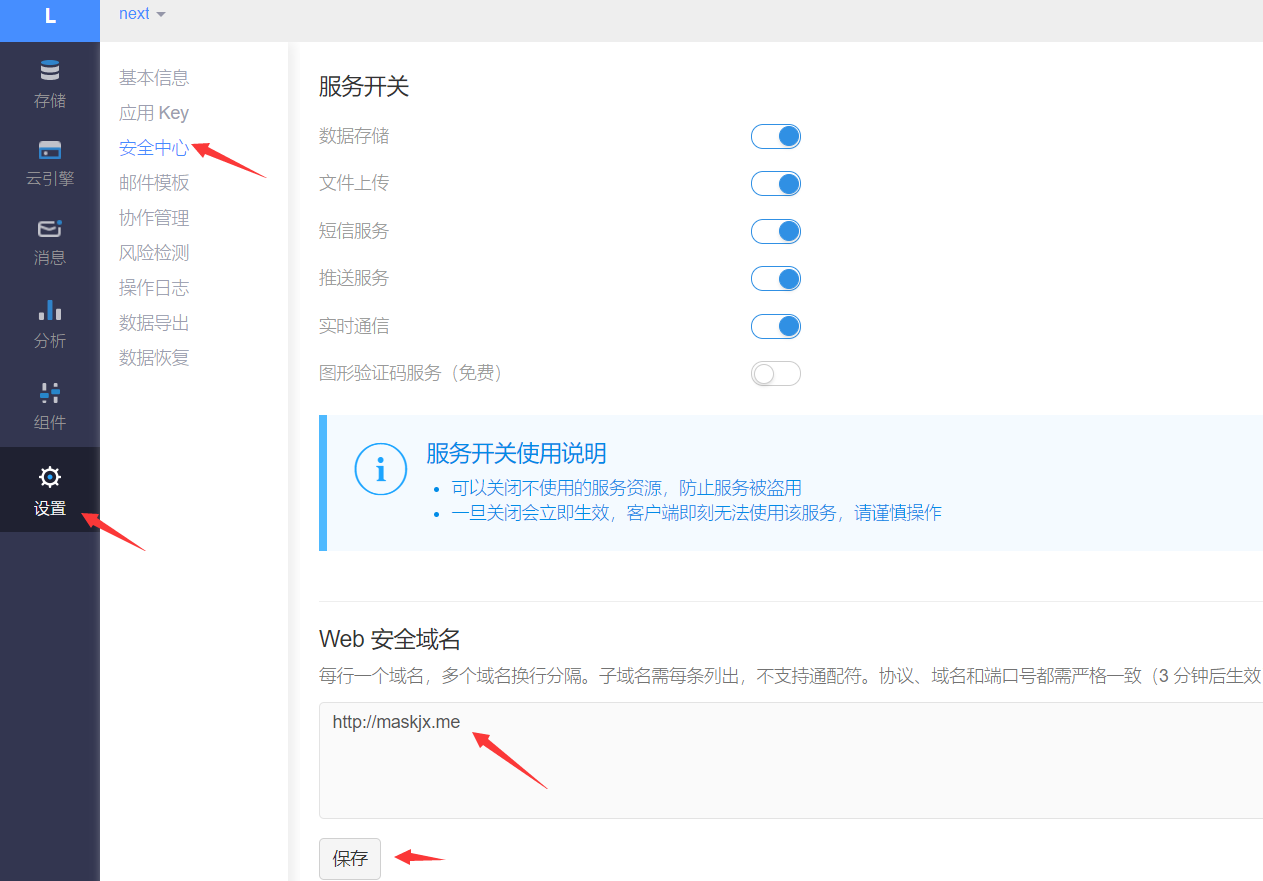 L
next
存储
云引擎
消息
分析
组件
设置
基本信息
应用 Key
安全中心
邮件模板
协作管理
风险检测
操作日志
数据导出
数据恢复
服务开关
数据存储
文件上传
短信服务
推送服务
实时通信
图形验证码服务（免费）
服务开关使用说明
可以关闭不使用的服务资源，防止服务被盗用
一旦关闭会立即生效，客户端即刻无法使用该服务，请谨慎操作
Web 安全域名
每行一个域名，多个域名换行分隔。子域名需每条列出，不支持通配符。协议、域名和端口号都需严格一致（3 分钟后生效
http://maskjx.me
保存